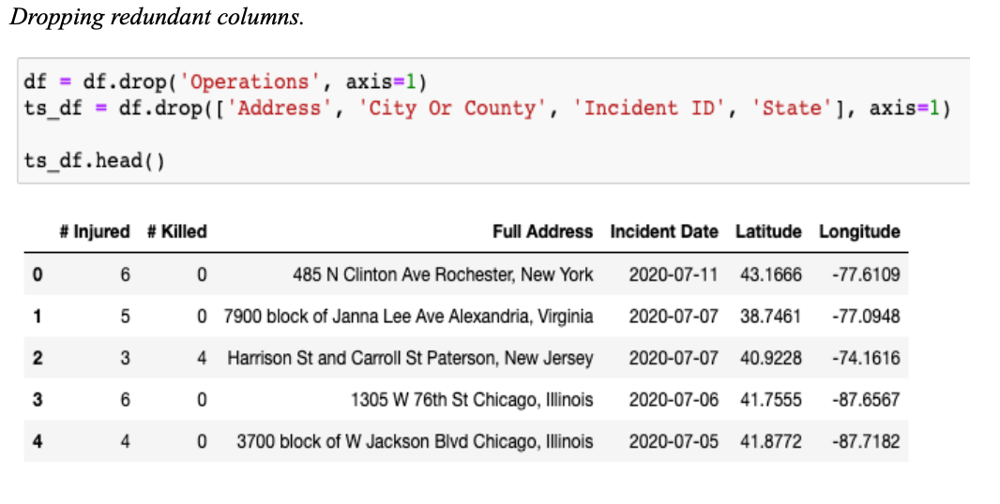 Dropping redundant columns.
df = df.drop('Operations', axis=1)
ts_df = df.drop(['Address', 'City Or County', 'Incident ID', 'State'], axis=1)
ts_df.head()
# Injured # Killed Full Address Incident Date Latitude Longitude
0 6 0 485 N Clinton Ave Rochester, New York 2020-07-11 43.1666 -77.6109
1 5 0 7900 block of Janna Lee Ave Alexandria, Virginia 2020-07-07 38.7461 -77.0948
2 3 4 Harrison St and Carroll St Paterson, New Jersey 2020-07-07 40.9228 -74.1616
3 6 0 1305 W 76th St Chicago, Illinois 2020-07-06 41.7555 -87.6567
4 4 0 3700 block of W Jackson Blvd Chicago, Illinois 2020-07-05 41.8772 -87.7182